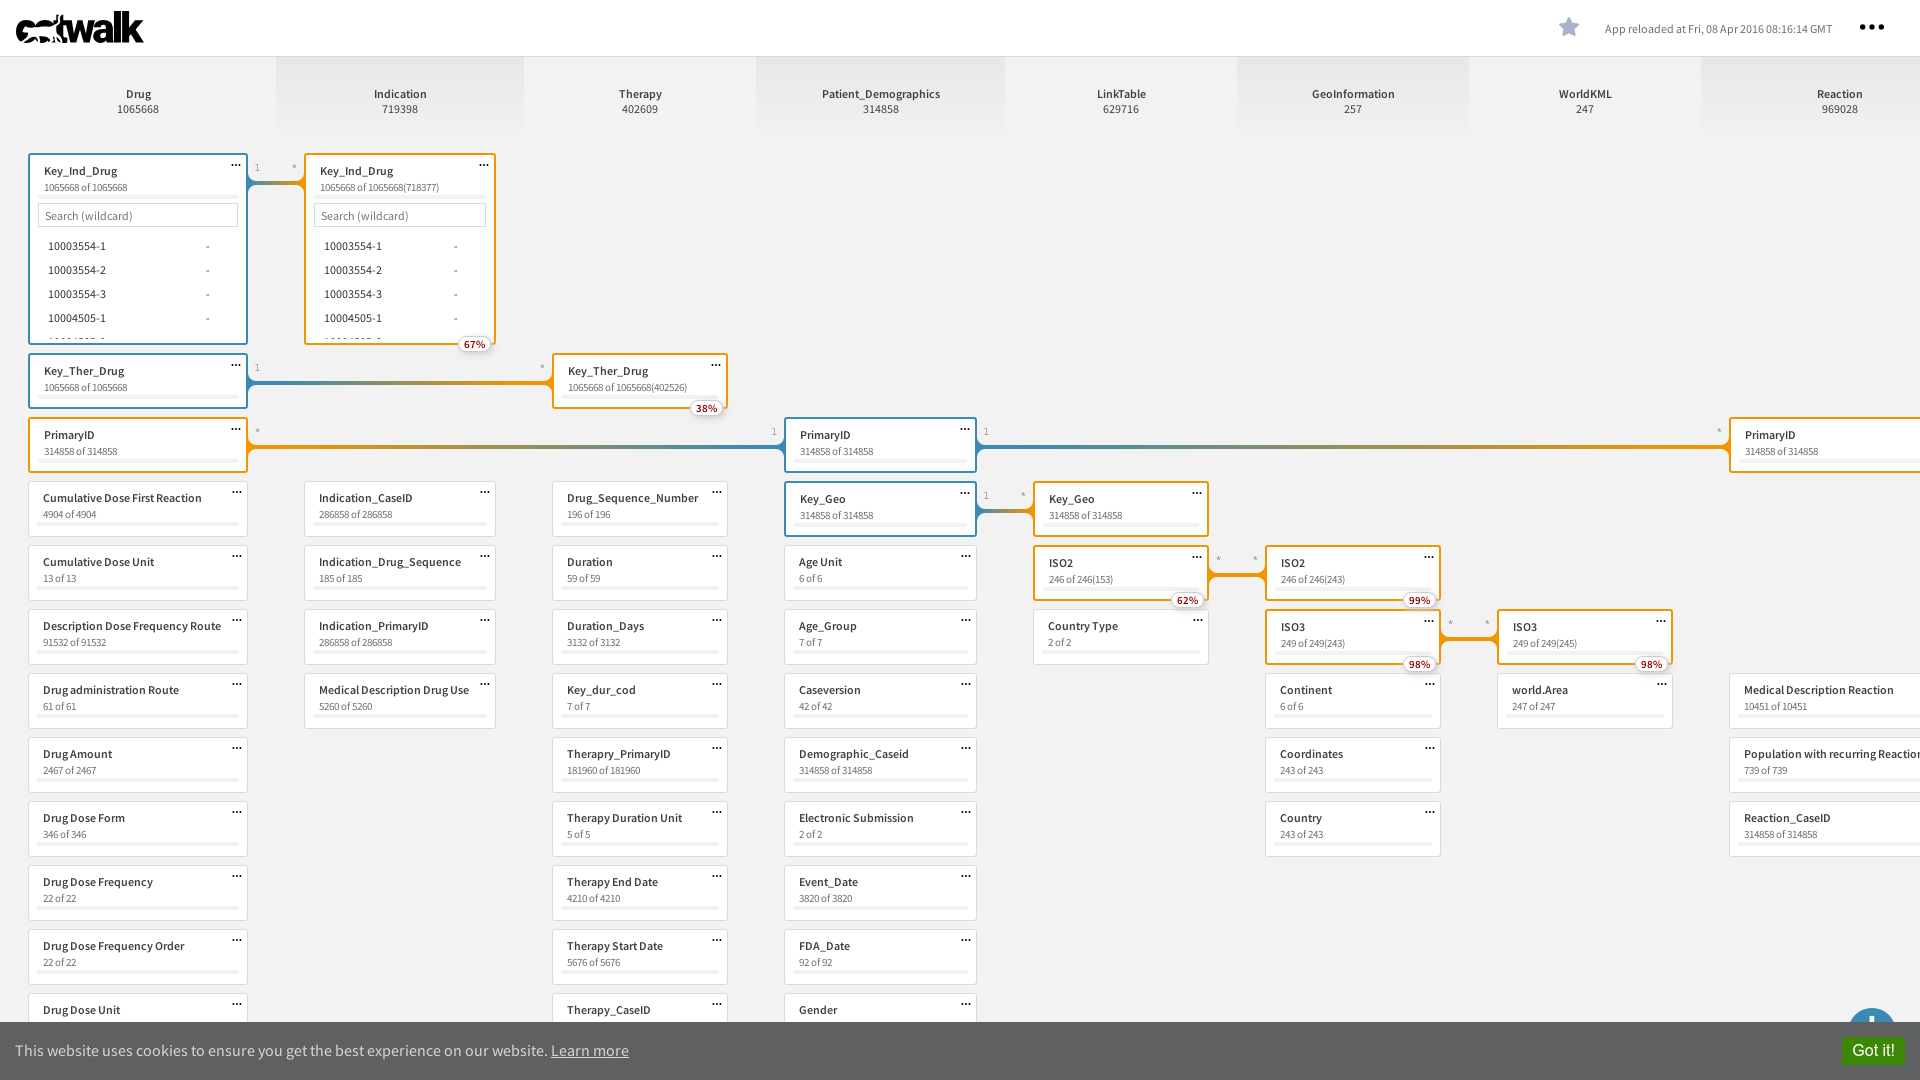 catwalk
App reloaded at Fri, 08 Apr 2016 08:16:14 GMT
Drug
1065668
Indication
719398
Therapy
402609
Patient_Demographics
314858
LinkTable
629716
GeoInformation
257
WorldKML
247
Reaction
969028
Key_Ind_Drug
1065668 of 1065668
Search (wildcard)
10003554-1 -
10003554-2 -
10003554-3 -
10004505-1 -
1 *
Key_Ind_Drug
1065668 of 1065668(718377)
Search (wildcard)
10003554-1 -
10003554-2 -
10003554-3 -
10004505-1 -
67%
Key_Ther_Drug
1065668 of 1065668
1 *
Key_Ther_Drug
1065668 of 1065668(402526)
38%
PrimaryID
314858 of 314858
* 1
PrimaryID
314858 of 314858
1 *
PrimaryID
314858 of 314858
Cumulative Dose First Reaction
4904 of 4904
Indication_CaseID
286858 of 286858
Drug_Sequence_Number
196 of 196
Key_Geo
314858 of 314858
1 *
Key_Geo
314858 of 314858
Cumulative Dose Unit
13 of 13
Indication_Drug_Sequence
185 of 185
Duration
59 of 59
Age Unit
6 of 6
ISO2
246 of 246(153)
62%
* *
ISO2
246 of 246(243)
99%
Description Dose Frequency Route
91532 of 91532
Indication_PrimaryID
286858 of 286858
Duration_Days
3132 of 3132
Age_Group
7 of 7
Country Type
2 of 2
ISO3
249 of 249(243)
98%
* *
ISO3
249 of 249(245)
98%
Drug administration Route
61 of 61
Medical Description Drug Use
5260 of 5260
Key_dur_cod
7 of 7
Caseversion
42 of 42
Continent
6 of 6
world.Area
247 of 247
Medical Description Reaction
10451 of 10451
Drug Amount
2467 of 2467
Therapry_PrimaryID
181960 of 181960
Demographic_Caseid
314858 of 314858
Coordinates
243 of 243
Population with recurring Reaction
739 of 739
Drug Dose Form
346 of 346
Therapy Duration Unit
5 of 5
Electronic Submission
2 of 2
Country
243 of 243
Reaction_CaseID
314858 of 314858
Drug Dose Frequency
22 of 22
Therapy End Date
4210 of 4210
Event_Date
3820 of 3820
Drug Dose Frequency Order
22 of 22
Therapy Start Date
5676 of 5676
FDA_Date
92 of 92
Drug Dose Unit
Therapy_CaseID
Gender
This website uses cookies to ensure you get the best experience on our website. Learn more
Got it!